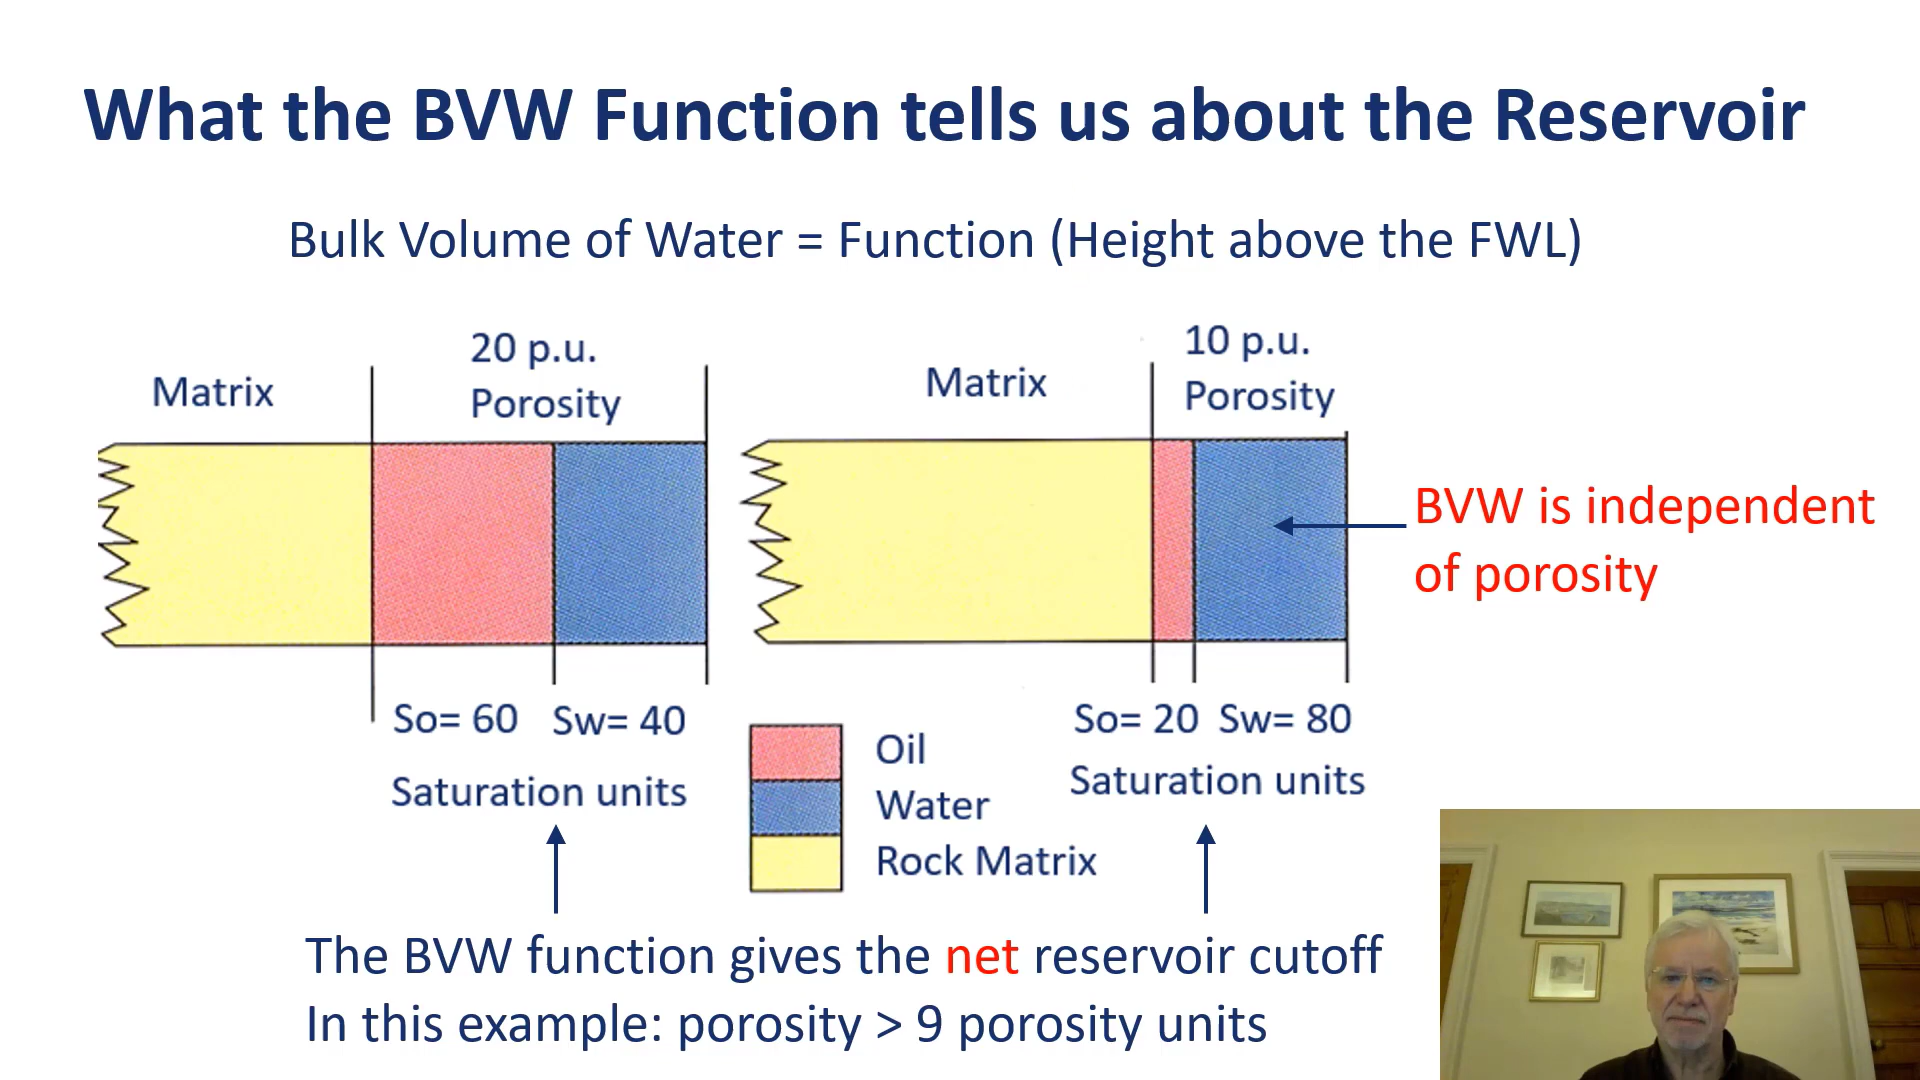 What the BVW Function tells us about the Reservoir
Bulk Volume of Water = Function (Height above the FWL)
Matrix
20 p.u.
Porosity
Matrix
10 p.u.
Porosity
BVW is independent
of porosity
So= 60 Sw= 40
Saturation units
Oil
Water
Rock Matrix
So= 20 Sw= 80
Saturation units
The BVW function gives the net reservoir cutoff
In this example: porosity > 9 porosity units